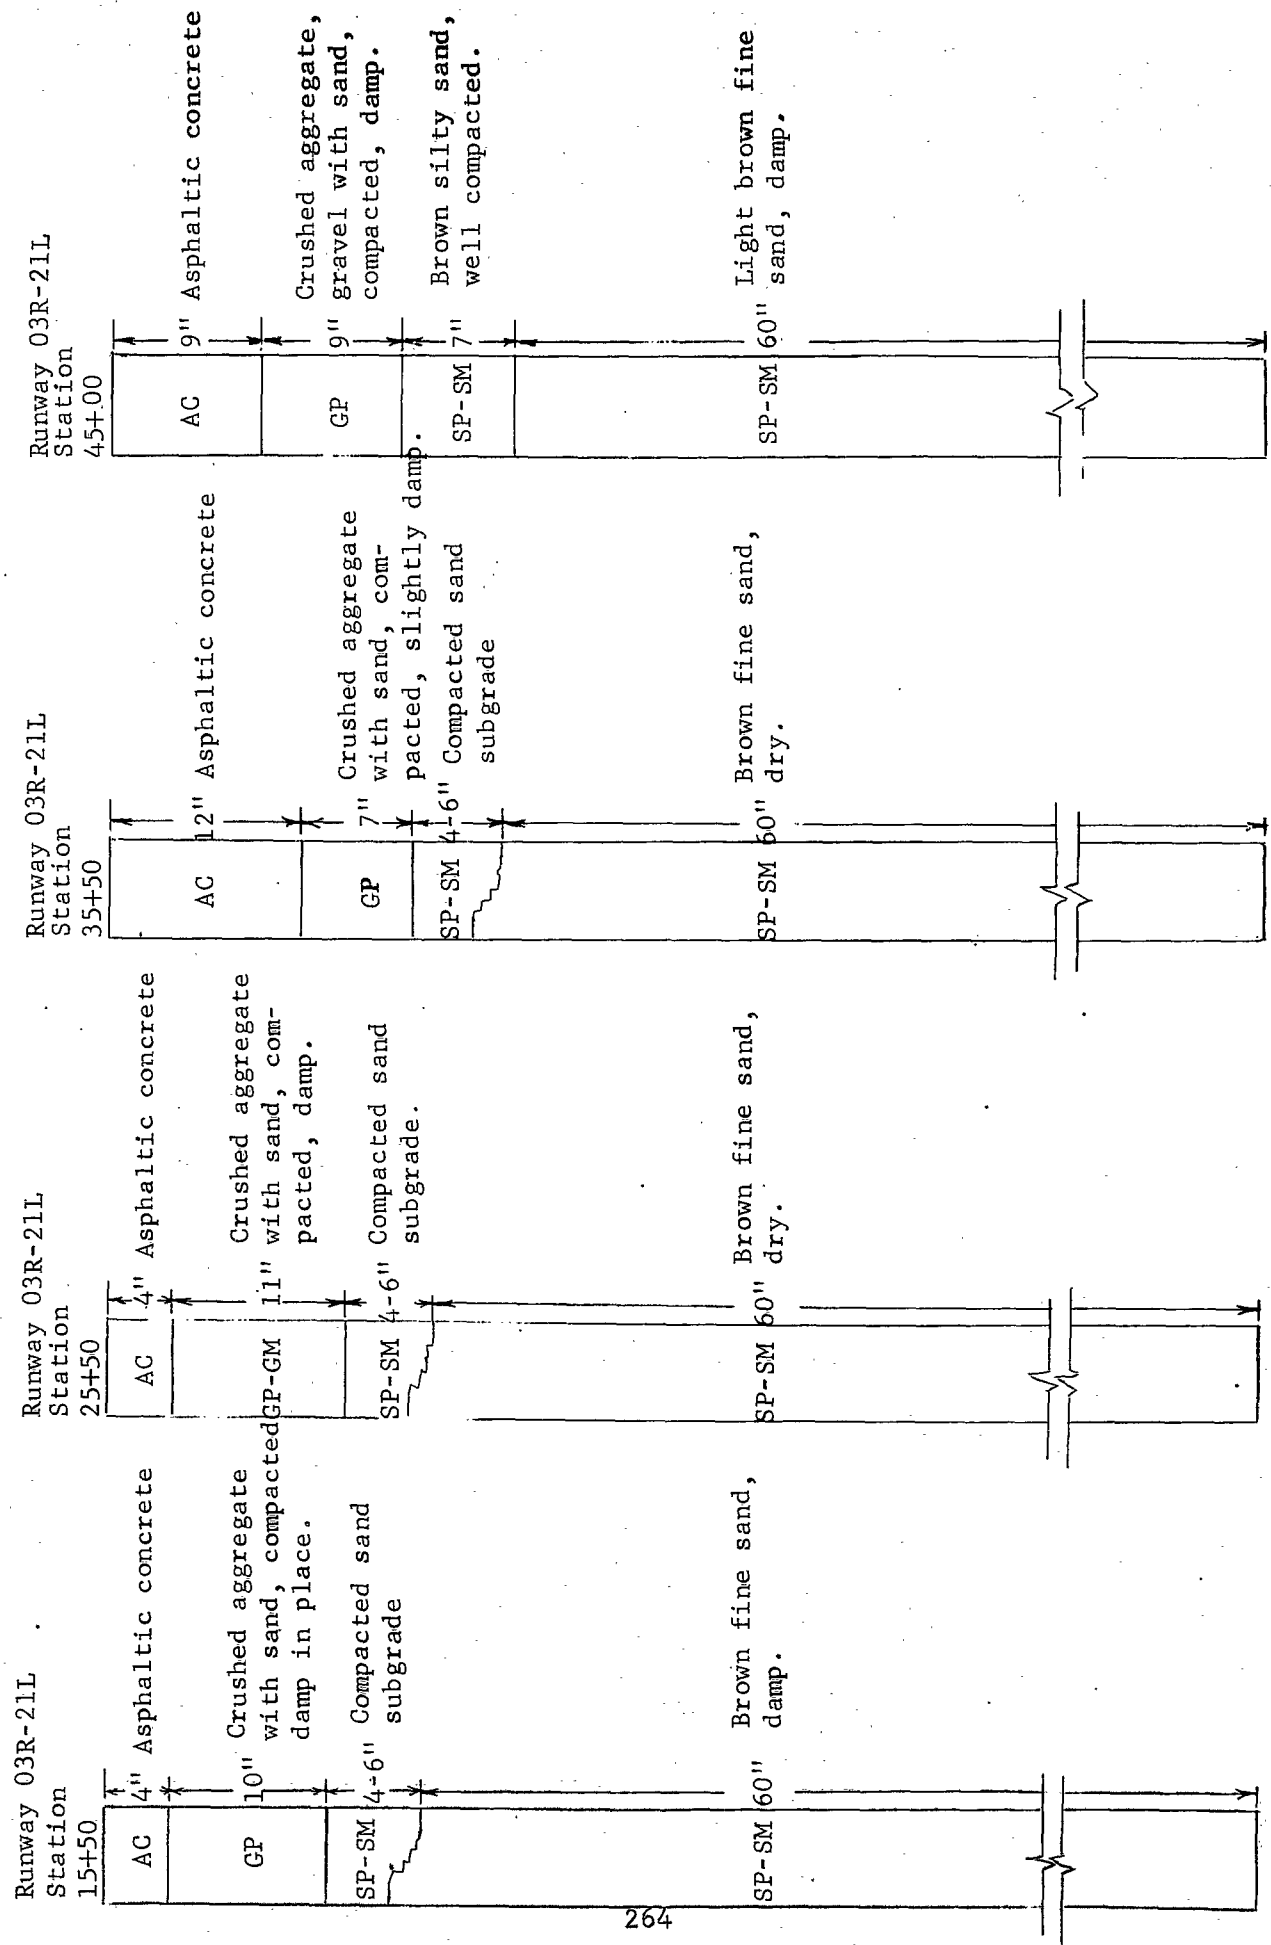 Runway 03R-21L
Station
15+50
AC
4" Asphaltic concrete
GP
10"
Crushed aggregate
with sand, compacted
damp in place.
SP-SM
4-6"
Compacted sand
subgrade
SP-SM
60"
Brown fine sand,
damp.
Runway 03R-21L
Station
25+50
AC
4" Asphaltic concrete
GP-GM
11"
Crushed aggregate
with sand, com-
pacted, damp.
SP-SM
4-6"
Compacted sand
subgrade.
SP-SM
60"
Brown fine sand,
dry.
Runway 03R-21L
Station
35+50
AC
12" Asphaltic concrete
GP
7"
Crushed aggregate
with sand, com-
pacted, slightly damp.
SP-SM
4-6"
Compacted sand
subgrade
SP-SM
60"
Brown fine sand,
dry.
Runway 03R-21L
Station
45+00
AC
9" Asphaltic concrete
GP
9"
Crushed aggregate,
gravel with sand,
compacted, damp.
SP-SM
7"
Brown silty sand,
well compacted.
SP-SM
60"
Light brown fine
sand, damp.
264